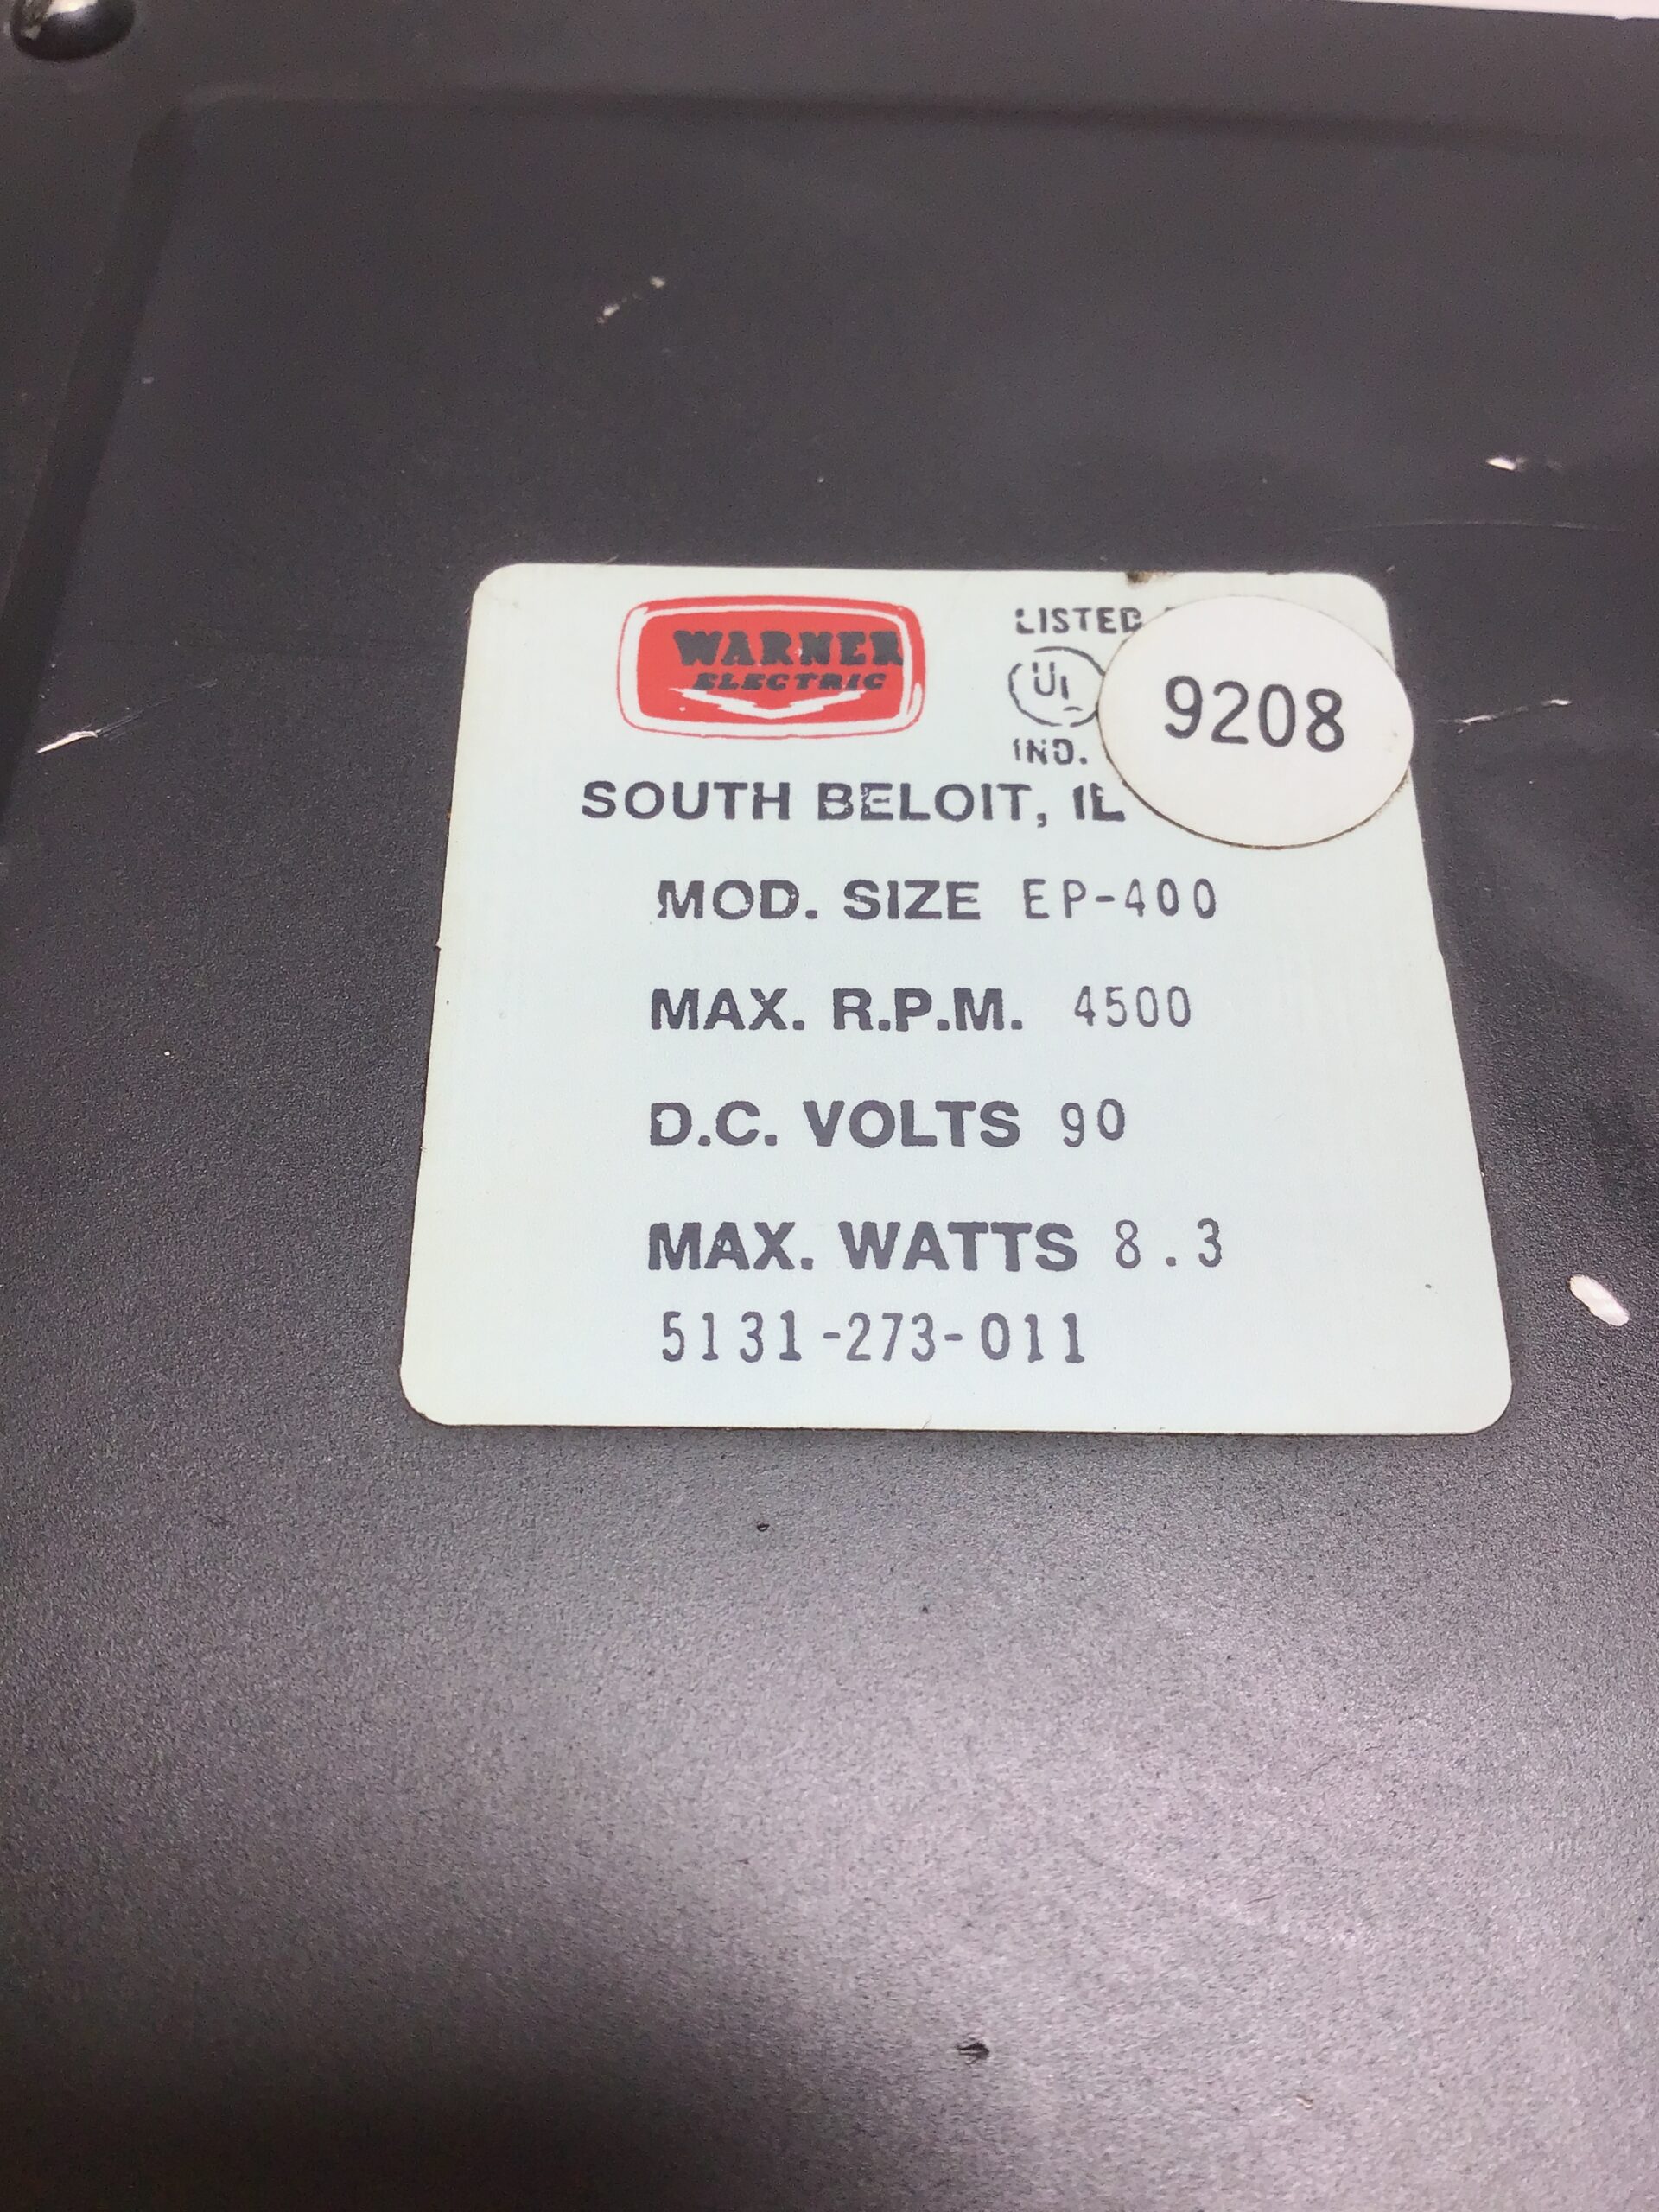 WARNER
ELECTRIC
LISTED
UL
IND.
9208
SOUTH BELOIT, IL
MOD. SIZE EP-400
MAX. R.P.M. 4500
D.C. VOLTS 90
MAX. WATTS 8.3
5131-273-011